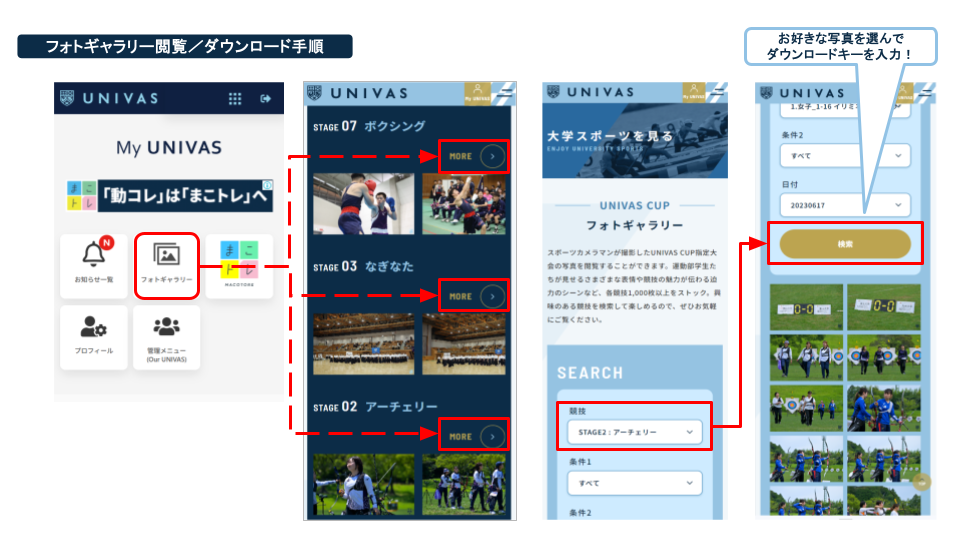 フォトギャラリー閲覧／ダウンロード手順
お好きな写真を選んで
ダウンロードキーを入力！
UNIVAS
My UNIVAS
まこ
トレ
「動コレ」は「まこトレ」へ
N
お知らせ一覧
フォトギャラリー
まこ
トレ
MACOTORE
プロフィール
管理メニュー
(Our UNIVAS)
UNIVAS
My UNIVAS
STAGE 07 ボクシング
MORE
STAGE 03 なぎなた
MORE
STAGE 02 アーチェリー
MORE
UNIVAS
My UNIVAS
大学スポーツを見る
ENJOY UNIVERSITY SPORTS
UNIVAS CUP
フォトギャラリー
スポーツカメラマンが撮影したUNIVAS CUP指定大
会の写真を閲覧することができます。運動部学生た
ちが見せるさまざまな表情や競技の魅力が伝わる迫
力のシーンなど、各競技1,000枚以上をストック。興
味のある競技を検索して楽しめるので、ぜひお気軽
にご覧ください。
SEARCH
競技
STAGE2：アーチェリー
条件1
すべて
条件2
UNIVAS
1.女子_1-16 イリミ
条件2
すべて
日付
20230617
検索
0-0
0-0